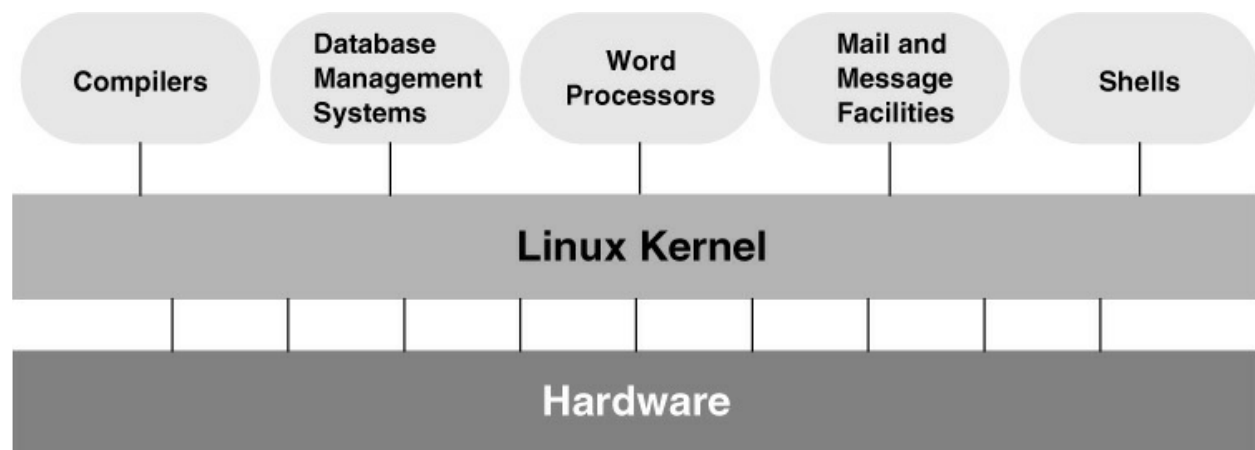 Compilers
Database
Management
Systems
Word
Processors
Mail and
Message
Facilities
Shells
Linux Kernel
Hardware